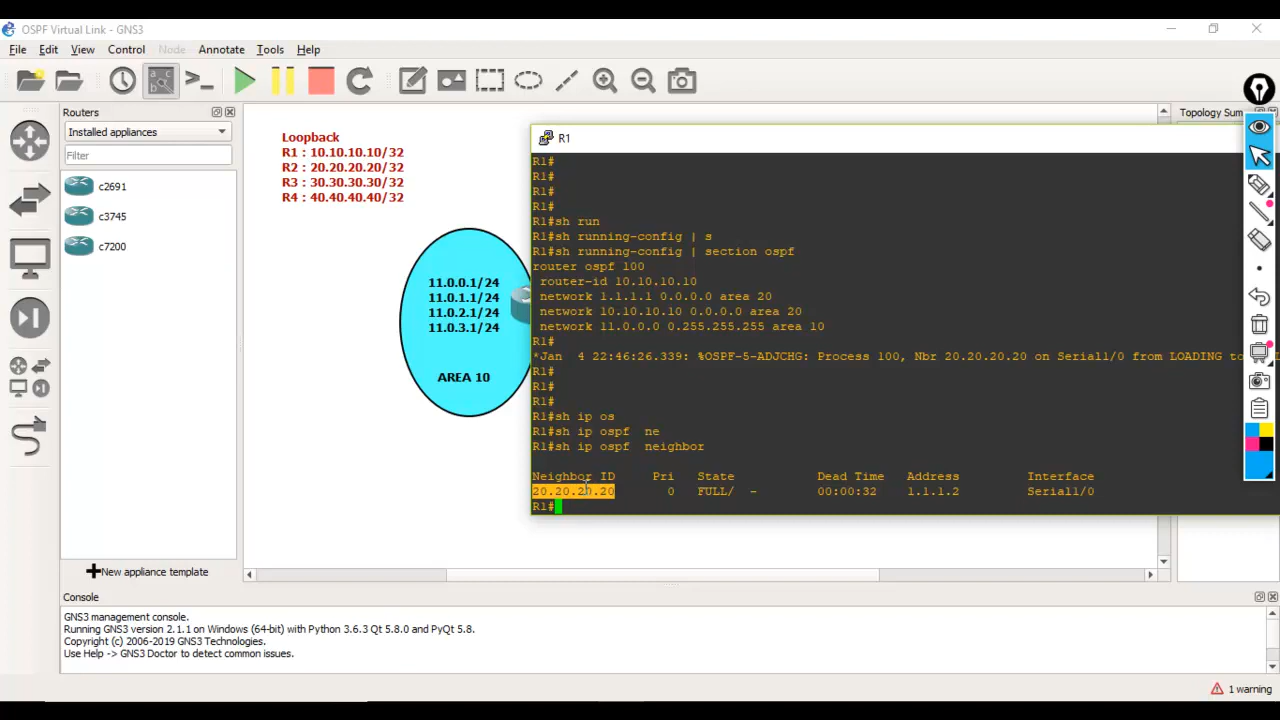 OSPF Virtual Link - GNS3
File Edit View Control Node Annotate Tools Help
Routers
Installed appliances
Filter
c2691
c3745
c7200
New appliance template
Loopback
R1 : 10.10.10.10/32
R2 : 20.20.20.20/32
R3 : 30.30.30.30/32
R4 : 40.40.40.40/32
11.0.0.1/24
11.0.1.1/24
11.0.2.1/24
11.0.3.1/24
AREA 10
Topology Sum
R1
R1#
R1#
R1#
R1#
R1#sh run
R1#sh running-config | s
R1#sh running-config | section ospf
router ospf 100
router-id 10.10.10.10
network 1.1.1.1 0.0.0.0 area 20
network 10.10.10.10 0.0.0.0 area 20
network 11.0.0.0 0.255.255.255 area 10
R1#
*Jan 4 22:46:26.339: %OSPF-5-ADJCHG: Process 100, Nbr 20.20.20.20 on Serial1/0 from LOADING to
R1#
R1#
R1#
R1#sh ip os
R1#sh ip ospf ne
R1#sh ip ospf neighbor
Neighbor ID Pri State Dead Time Address Interface
20.20.20.20 0 FULL/ - 00:00:32 1.1.1.2 Serial1/0
R1#
Console
GNS3 management console.
Running GNS3 version 2.1.1 on Windows (64-bit) with Python 3.6.3 Qt 5.8.0 and PyQt 5.8.
Copyright (c) 2006-2019 GNS3 Technologies.
Use Help -> GNS3 Doctor to detect common issues.
1 warning